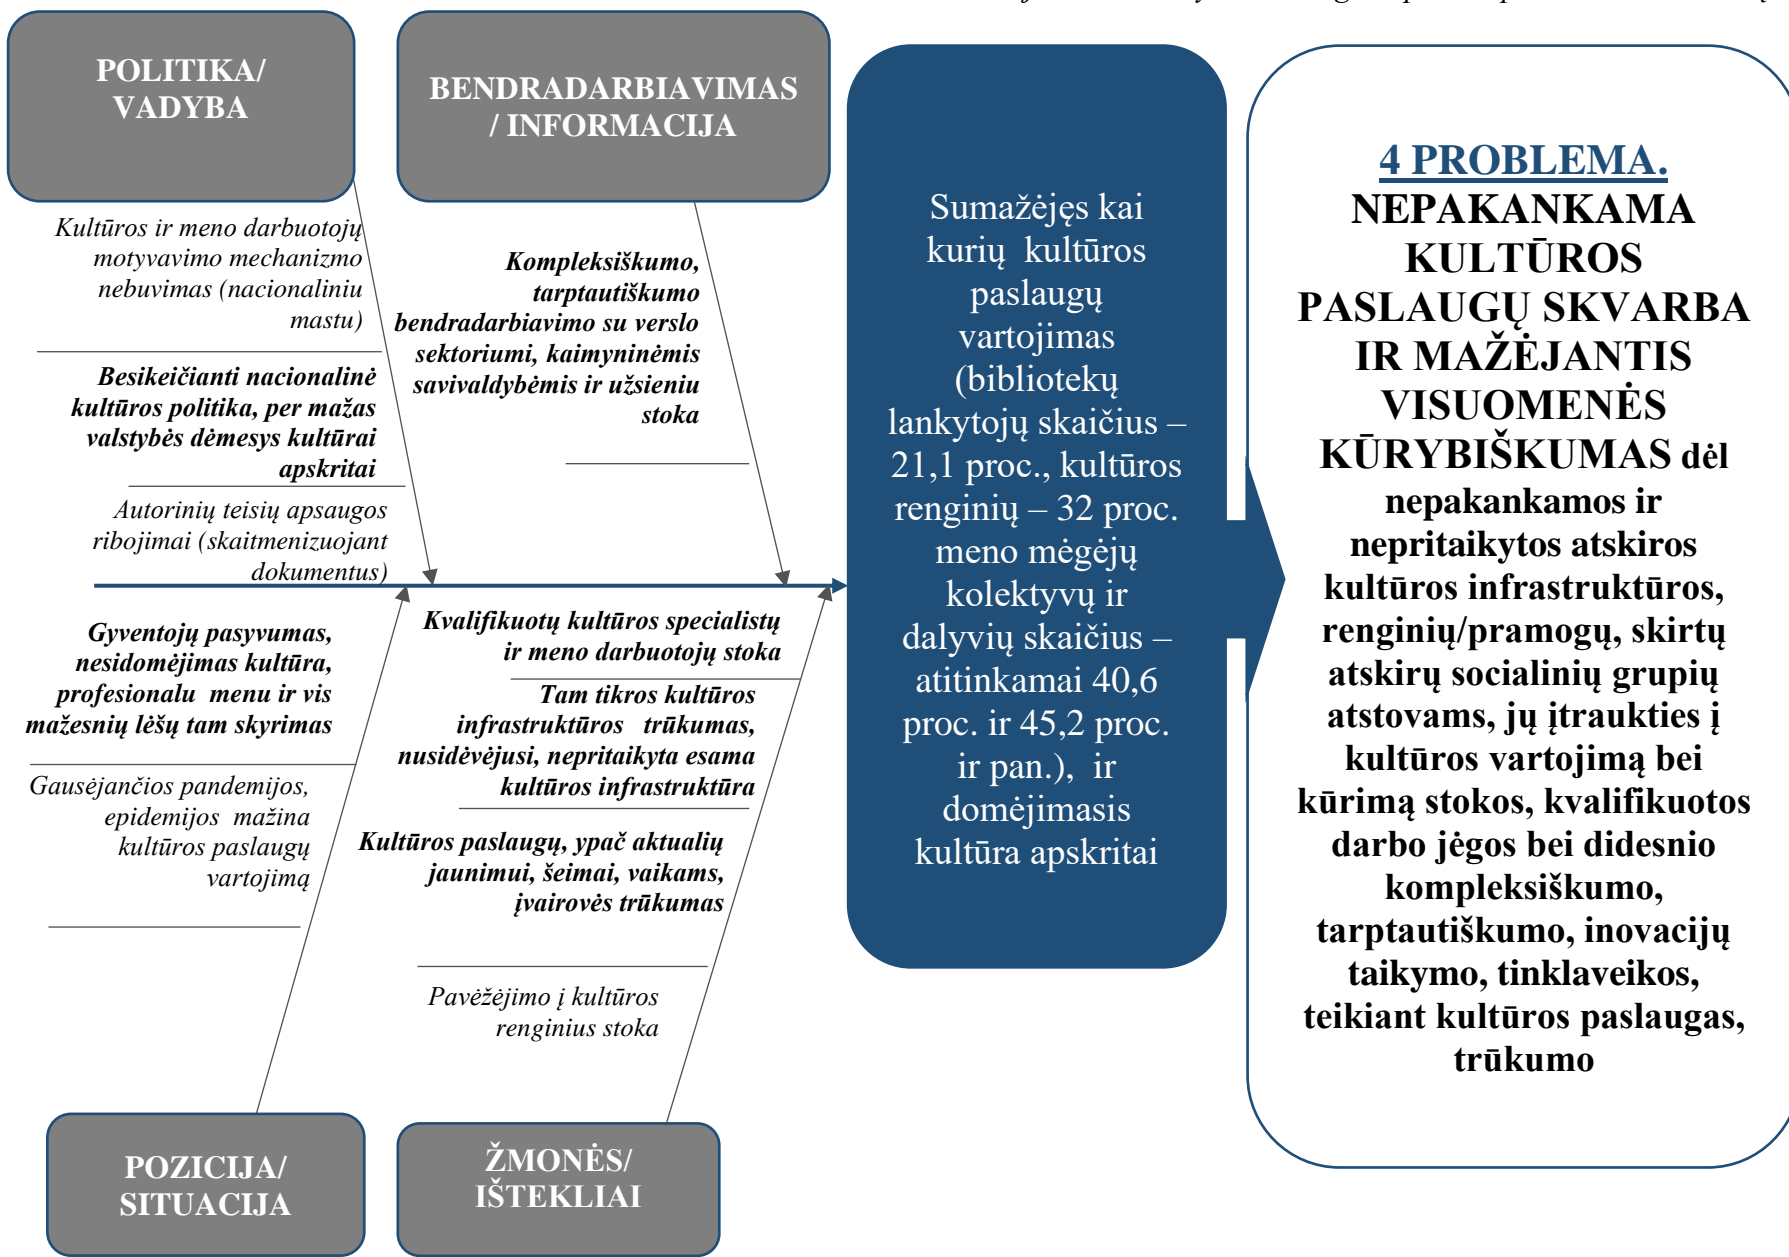 POLITIKA/
VADYBA
BENDRADARBIAVIMAS
/ INFORMACIJA
Kultūros ir meno darbuotojų
motyvavimo mechanizmo
nebuvimas (nacionaliniu
mastu)
Besikeičianti nacionalinė
kultūros politika, per mažas
valstybės dėmesys kultūrai
apskritai
Autorinių teisių apsaugos
ribojimai (skaitmenizuojant
dokumentus)
Kompleksiškumo,
tarptautiškumo
bendradarbiavimo su verslo
sektoriumi, kaimyninėmis
savivaldybėmis ir užsieniu
stoka
Gyventojų pasyvumas,
nesidomėjimas kultūra,
profesionalu menu ir vis
mažesnių lėšų tam skyrimas
Gausėjančios pandemijos,
epidemijos mažina
kultūros paslaugų
vartojimą
Kvalifikuotų kultūros specialistų
ir meno darbuotojų stoka
Tam tikros kultūros
infrastruktūros trūkumas,
nusidėvėjusi, nepritaikyta esama
kultūros infrastruktūra
Kultūros paslaugų, ypač aktualių
jaunimui, šeimai, vaikams,
įvairovės trūkumas
Pavėžėjimo į kultūros
renginius stoka
POZICIJA/
SITUACIJA
ŽMONĖS/
IŠTEKLIAI
Sumažėjęs kai
kurių kultūros
paslaugų
vartojimas
(bibliotekų
lankytojų skaičius –
21,1 proc., kultūros
renginių – 32 proc.
meno mėgėjų
kolektyvų ir
dalyvių skaičius –
atitinkamai 40,6
proc. ir 45,2 proc.
ir pan.), ir
domėjimasis
kultūra apskritai
4 PROBLEMA.
NEPAKANKAMA
KULTŪROS
PASLAUGŲ SKVARBA
IR MAŽĖJANTIS
VISUOMENĖS
KŪRYBIŠKUMAS dėl
nepakankamos ir
nepritaikytos atskiros
kultūros infrastruktūros,
renginių/pramogų, skirtų
atskirų socialinių grupių
atstovams, jų įtraukties į
kultūros vartojimą bei
kūrimą stokos, kvalifikuotos
darbo jėgos bei didesnio
kompleksiškumo,
tarptautiškumo, inovacijų
taikymo, tinklaveikos,
teikiant kultūros paslaugas,
trūkumo